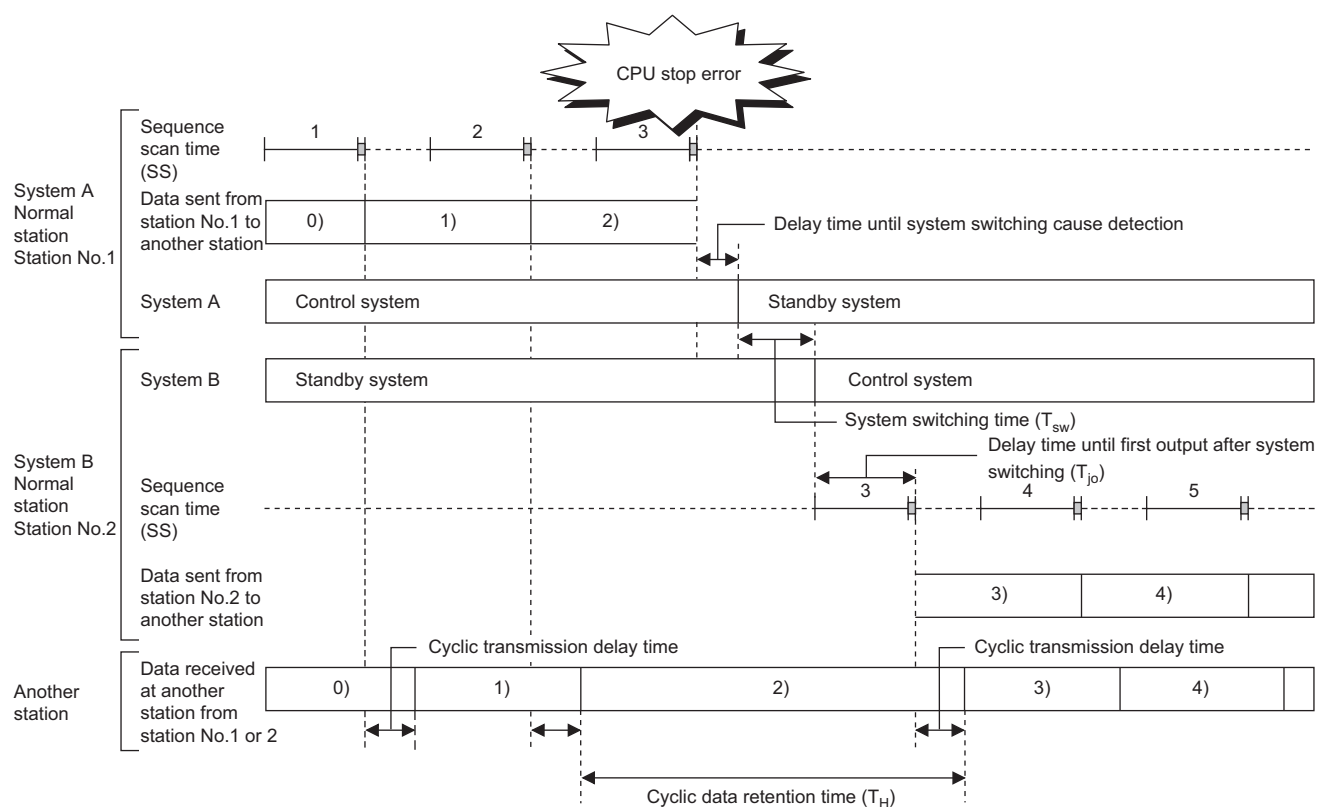 CPU stop error
System A
Normal
station
Station No.1
Sequence
scan time
(SS)
1
2
3
Data sent from
station No.1 to
another station
0)
1)
2)
Delay time until system switching cause detection
System A
Control system
Standby system
System B
Normal
station
Station No.2
System B
Standby system
Control system
System switching time (Tsw)
Delay time until first output after system
switching (Tjo)
Sequence
scan time
(SS)
3
4
5
Data sent from
station No.2 to
another station
3)
4)
Cyclic transmission delay time
Cyclic transmission delay time
Another
station
Data received
at another
station from
station No.1 or 2
0)
1)
2)
3)
4)
Cyclic data retention time (TH)